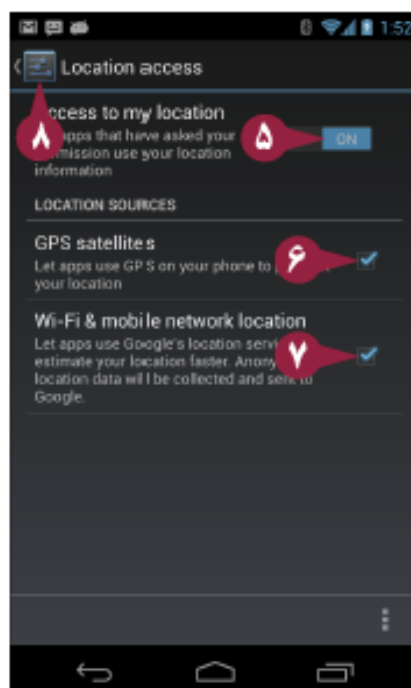 1:52
Location access
ccess to my location
apps that have asked your
mission use your location
information
ON
۸
۵
LOCATION SOURCES
GPS satellites
Let apps use GPS on your phone to
your location
۶
Wi-Fi & mobile network location
Let apps use Google's location serv
estimate your location faster. Anony
location data will be collected and sent to
Google.
۷